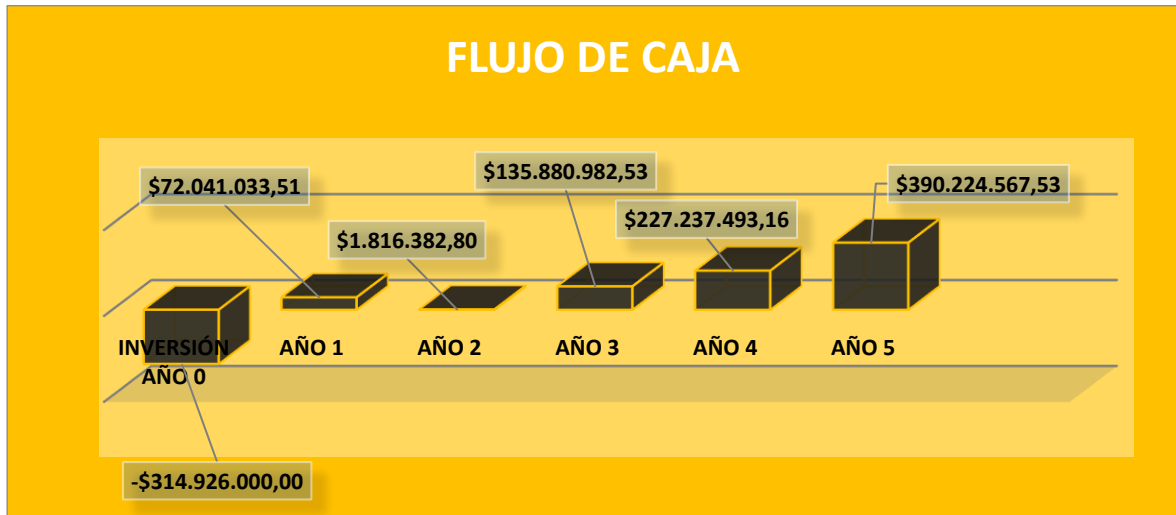 FLUJO DE CAJA
$72.041.033,51
$1.816.382,80
$135.880.982,53
$227.237.493,16
$390.224.567,53
INVERSIÓN
AÑO 0
AÑO 1
AÑO 2
AÑO 3
AÑO 4
AÑO 5
-$314.926.000,00